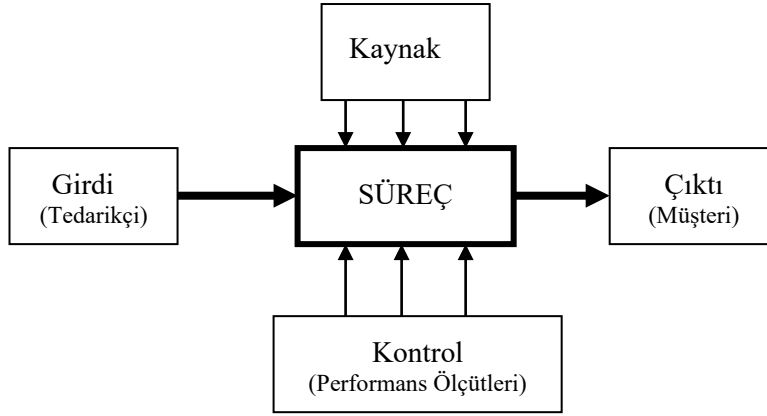 Kaynak
Girdi
(Tedarikçi)
SÜREÇ
Çıktı
(Müşteri)
Kontrol
(Performans Ölçütleri)